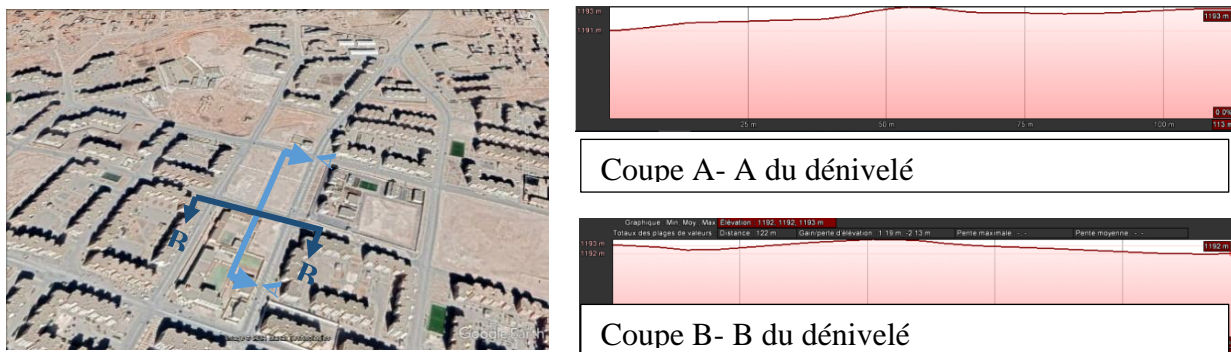 B
B
Google Earth
1193 m
1193 m
1191 m
0.0%
25 m
50 m
75 m
100 m
113 m
Coupe A- A du dénivelé
Graphique Min Moy Max Elévation 1192, 1192, 1193 m
Totaux des plages de valeurs Distance: 122 m Gain/perte d'élévation: 1.19 m, -2.13 m Pente maximale: -, - Pente moyenne: -, -
1193 m
1192 m
1192 m
Coupe B- B du dénivelé